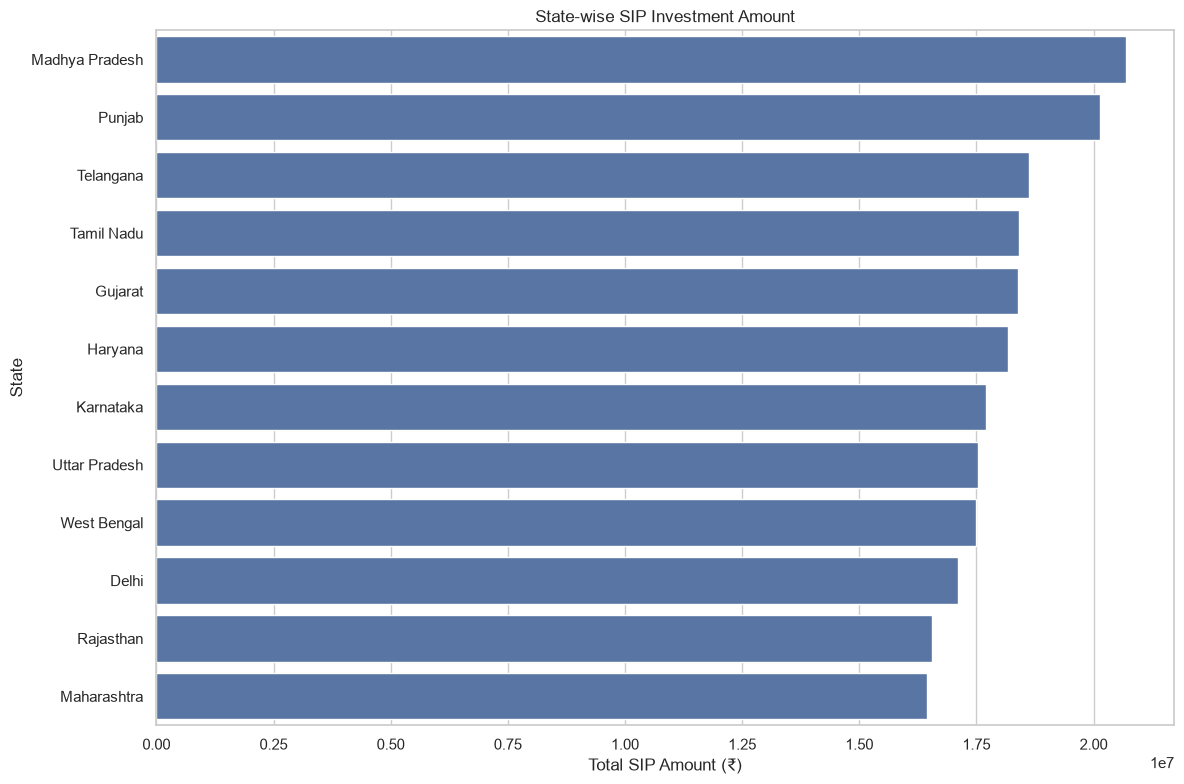 State-wise SIP Investment Amount
Madhya Pradesh
Punjab
Telangana
Tamil Nadu
Gujarat
Haryana
Karnataka
Uttar Pradesh
West Bengal
Delhi
Rajasthan
Maharashtra
State
0.00 0.25 0.50 0.75 1.00 1.25 1.50 1.75 2.00
1e7
Total SIP Amount (₹)